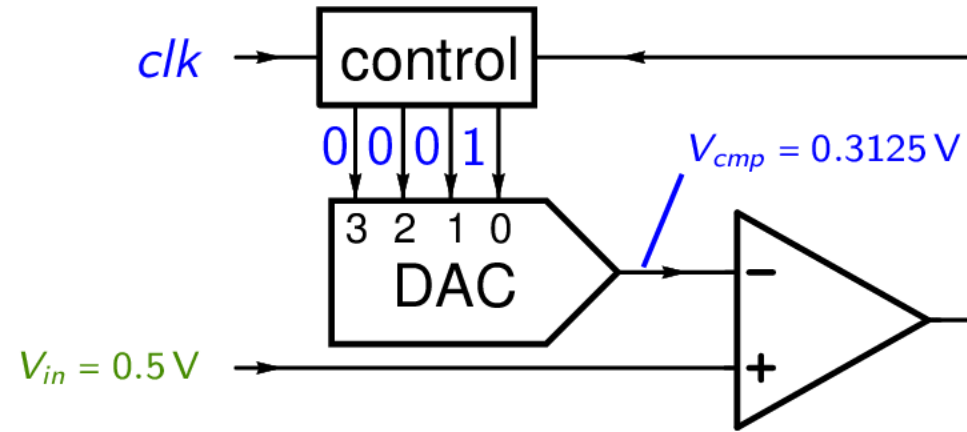 clk
control
0 0 0 1
V_cmp = 0.3125 V
3 2 1 0
DAC
−
V_in = 0.5 V
+